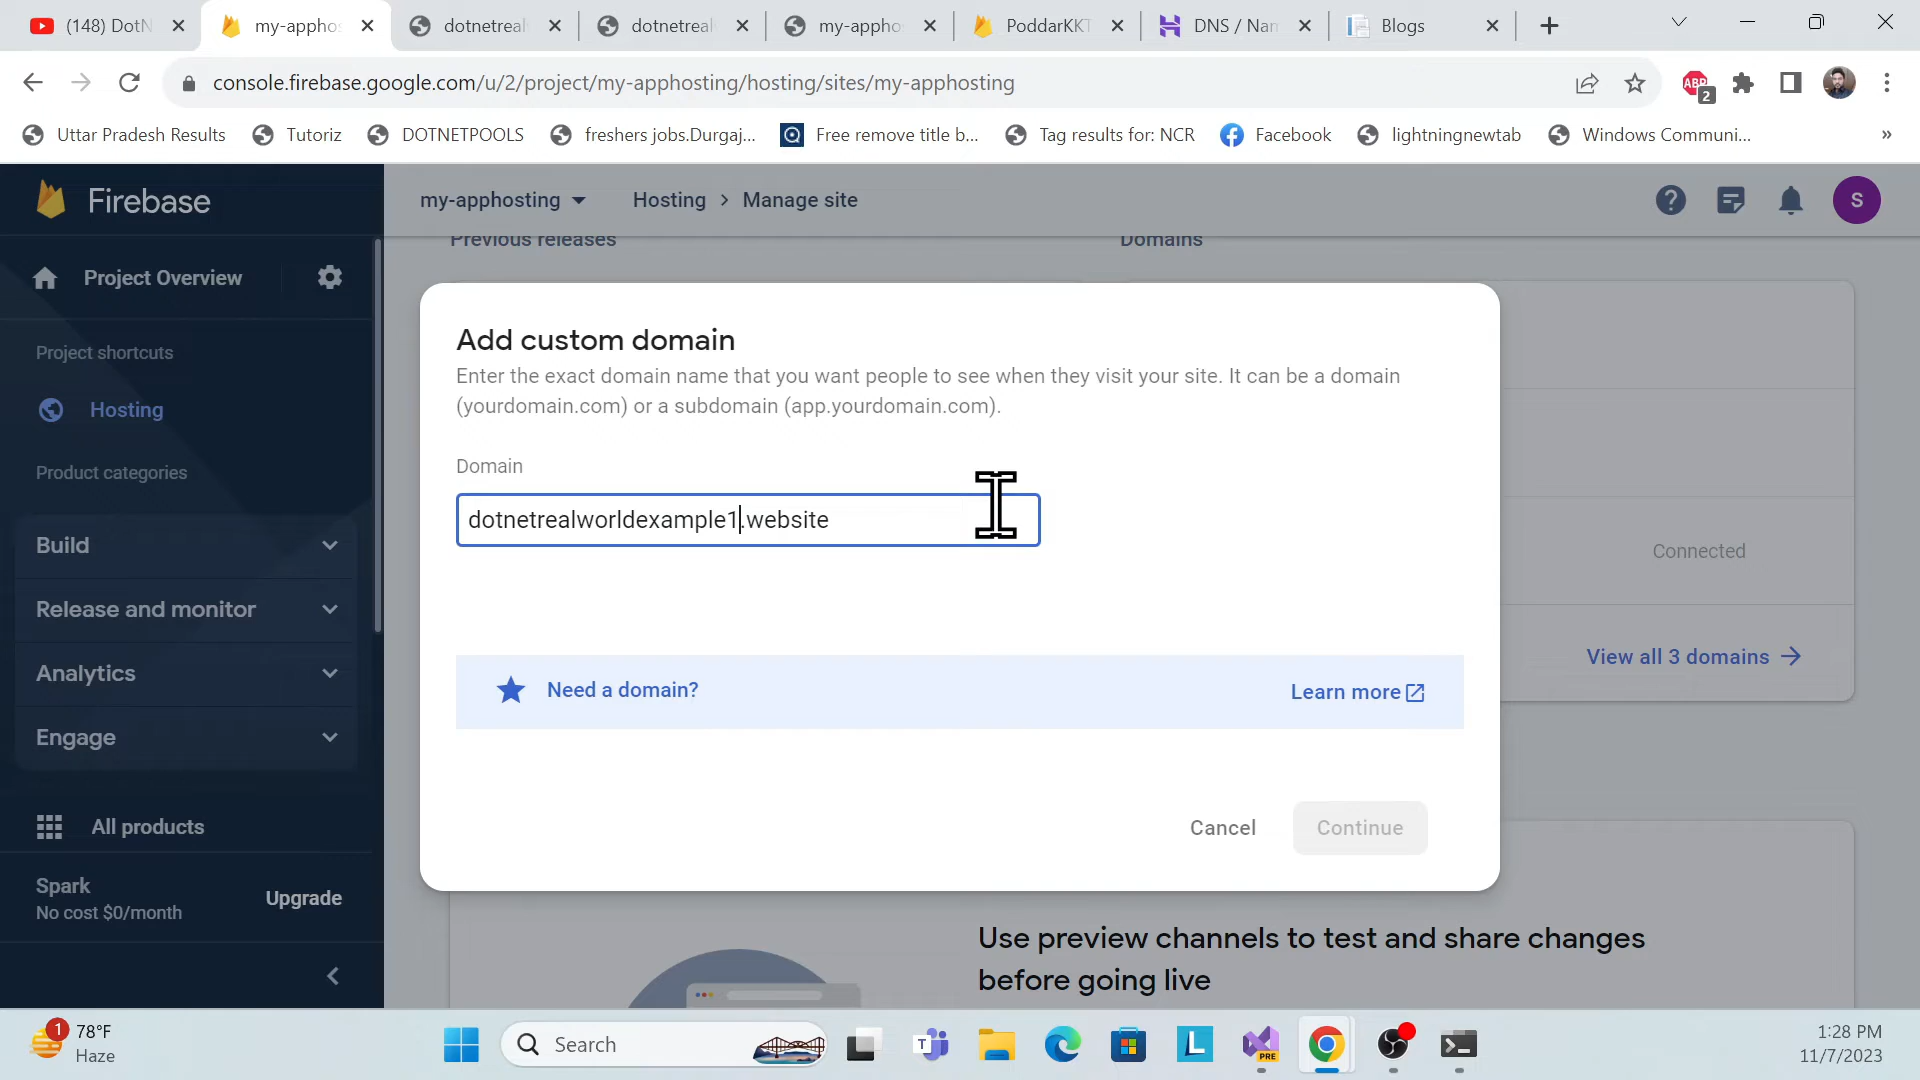 (148) DotN
my-appho
dotnetreal
dotnetreal
my-appho
PoddarKKT
DNS / Nan
Blogs
console.firebase.google.com/u/2/project/my-apphosting/hosting/sites/my-apphosting
ABP
2
Uttar Pradesh Results
Tutoriz
DOTNETPOOLS
freshers jobs.Durgaj...
Free remove title b...
Tag results for: NCR
Facebook
lightningnewtab
Windows Communi...
»
Firebase
my-apphosting
Hosting > Manage site
S
Project Overview
Previous releases
Domains
Project shortcuts
Hosting
Product categories
Build
Release and monitor
Analytics
Engage
All products
Spark
No cost $0/month
Upgrade
Add custom domain
Enter the exact domain name that you want people to see when they visit your site. It can be a domain
(yourdomain.com) or a subdomain (app.yourdomain.com).
Domain
dotnetrealworldexample1.website
Need a domain?
Learn more
Cancel
Continue
Connected
View all 3 domains
Use preview channels to test and share changes
before going live
1
78°F
Haze
Search
T
L
PRE
1:28 PM
11/7/2023